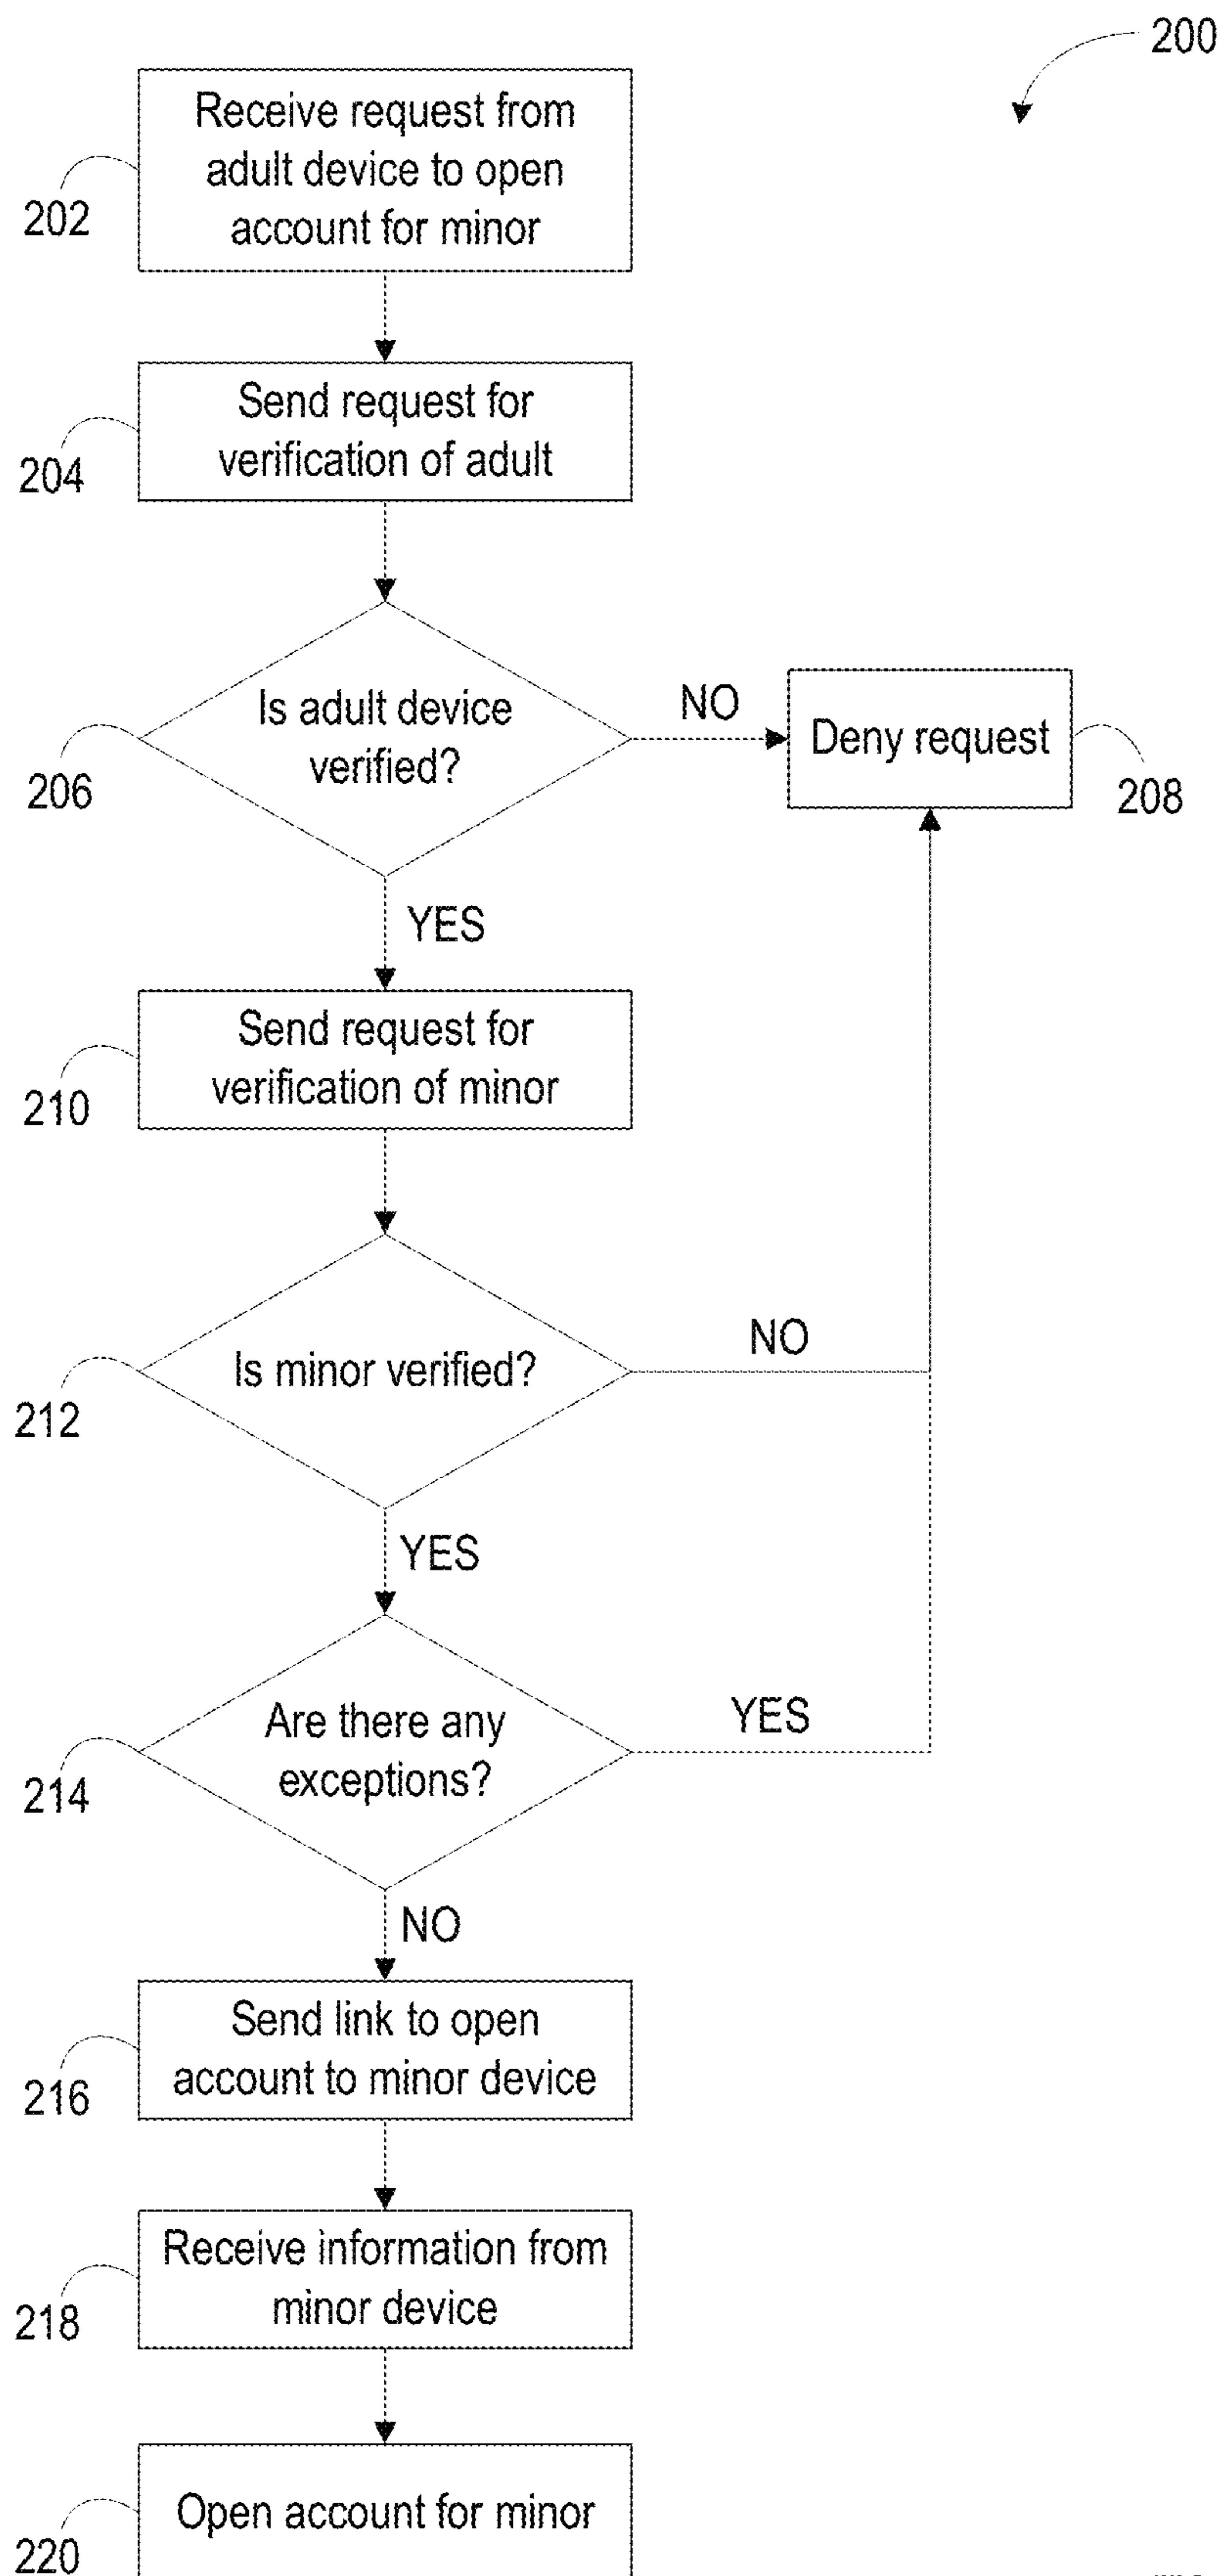 200
Receive request from
adult device to open
account for minor
202
Send request for
verification of adult
204
Is adult device
verified?
206
NO
Deny request
208
YES
Send request for
verification of minor
210
Is minor verified?
212
NO
YES
Are there any
exceptions?
214
YES
NO
Send link to open
account to minor device
216
Receive information from
minor device
218
Open account for minor
220